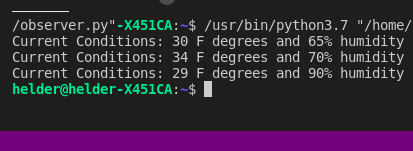 /observer.py"-X451CA:~$ /usr/bin/python3.7 "/home/
Current Conditions: 30 F degrees and 65% humidity
Current Conditions: 34 F degrees and 70% humidity
Current Conditions: 29 F degrees and 90% humidity
helder@helder-X451CA:~$